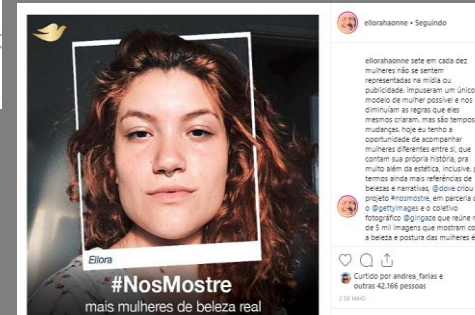 Ellora
#NosMostre
mais mulheres de beleza real
ellorahaonne • Seguindo
ellorahaonne sete em cada dez
mulheres não se sentem
representadas na mídia ou
publicidade. impuseram um único
modelo de mulher possível e nos
diminuíam as regras que eles
mesmos criaram. mas são tempos
mudanças. hoje eu tenho a
oportunidade de acompanhar
mulheres diferentes entre si, que
contam sua própria história, pra
muito além da estética, inclusive.
termos ainda mais referências de
belezas e narrativas, @dove criou
projeto #nosmostre, em parceria
o @gettyimages e o coletivo
fotográfico @girlgaze que reúne
de 5 mil imagens que mostram
a beleza e postura das mulheres
Curtido por andrea_farias e
outras 42.166 pessoas
2 DE MAIO